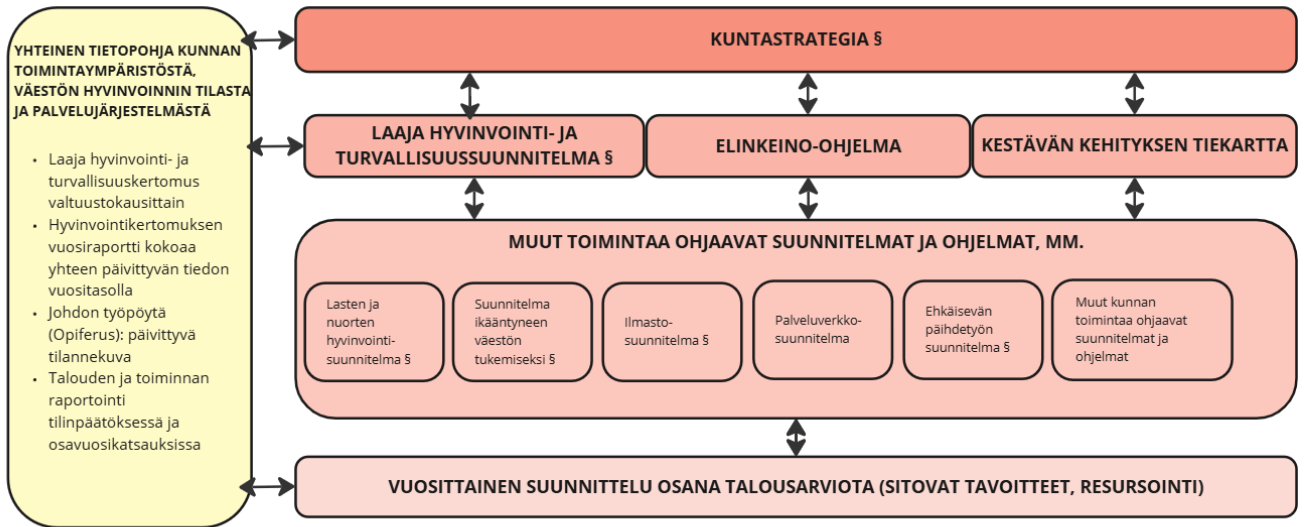 YHTEINEN TIETOPOHJA KUNNAN
TOIMINTAYMPÄRISTÖSTÄ,
VÄESTÖN HYVINVOINNIN TILASTA
JA PALVELUJÄRJESTELMÄSTÄ
• Laaja hyvinvointi- ja
turvallisuuskertomus
valtuustokausittain
• Hyvinvointikertomuksen
vuosiraportti kokoaa
yhteen päivittyvän tiedon
vuositasolla
• Johdon työpöytä
(Opiferus): päivittyvä
tilannekuva
• Talouden ja toiminnan
raportointi
tilinpäätöksessä ja
osavuosikatsauksissa
KUNTASTRATEGIA §
LAAJA HYVINVOINTI- JA
TURVALLISUUSSUUNNITELMA §
ELINKEINO-OHJELMA
KESTÄVÄN KEHITYKSEN TIEKARTTA
MUUT TOIMINTAA OHJAAVAT SUUNNITELMAT JA OHJELMAT, MM.
Lasten ja
nuorten
hyvinvointi-
suunnitelma §
Suunnitelma
ikääntyneen
väestön
tukemiseksi §
Ilmasto-
suunnitelma §
Palveluverkko-
suunnitelma
Ehkäisevän
päihdetyön
suunnitelma §
Muut kunnan
toimintaa ohjaavat
suunnitelmat ja
ohjelmat
VUOSITTAINEN SUUNNITTELU OSANA TALOUSARVIOTA (SITOVAT TAVOITTEET, RESURSOINTI)